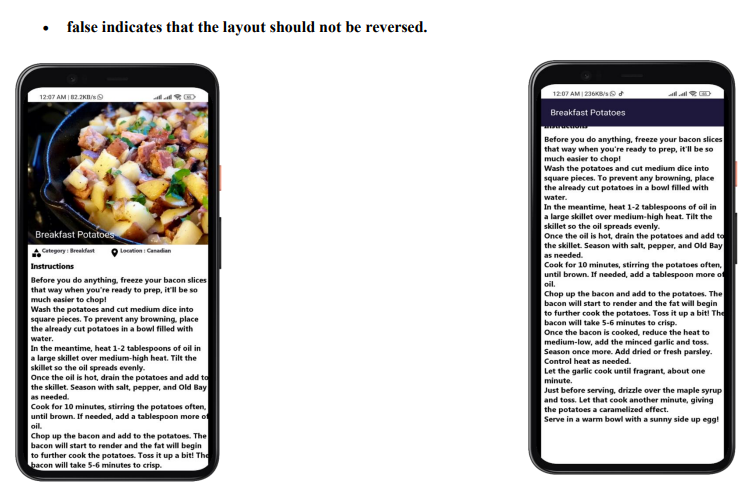 • false indicates that the layout should not be reversed.
12:07 AM | 82.2KB/s
Breakfast Potatoes
Category : Breakfast Location : Canadian
Instructions
Before you do anything, freeze your bacon slices
that way when you're ready to prep, it'll be so
much easier to chop!
Wash the potatoes and cut medium dice into
square pieces. To prevent any browning, place
the already cut potatoes in a bowl filled with
water.
In the meantime, heat 1-2 tablespoons of oil in
a large skillet over medium-high heat. Tilt the
skillet so the oil spreads evenly.
Once the oil is hot, drain the potatoes and add to
the skillet. Season with salt, pepper, and Old Bay
as needed.
Cook for 10 minutes, stirring the potatoes often,
until brown. If needed, add a tablespoon more of
oil.
Chop up the bacon and add to the potatoes. The
bacon will start to render and the fat will begin
to further cook the potatoes. Toss it up a bit! The
bacon will take 5-6 minutes to crisp.
12:07 AM | 236KB/s
Breakfast Potatoes
Instructions
Before you do anything, freeze your bacon slices
that way when you're ready to prep, it'll be so
much easier to chop!
Wash the potatoes and cut medium dice into
square pieces. To prevent any browning, place
the already cut potatoes in a bowl filled with
water.
In the meantime, heat 1-2 tablespoons of oil in
a large skillet over medium-high heat. Tilt the
skillet so the oil spreads evenly.
Once the oil is hot, drain the potatoes and add to
the skillet. Season with salt, pepper, and Old Bay
as needed.
Cook for 10 minutes, stirring the potatoes often,
until brown. If needed, add a tablespoon more of
oil.
Chop up the bacon and add to the potatoes. The
bacon will start to render and the fat will begin
to further cook the potatoes. Toss it up a bit! The
bacon will take 5-6 minutes to crisp.
Once the bacon is cooked, reduce the heat to
medium-low, add the minced garlic and toss.
Season once more. Add dried or fresh parsley.
Control heat as needed.
Let the garlic cook until fragrant, about one
minute.
Just before serving, drizzle over the maple syrup
and toss. Let that cook another minute, giving
the potatoes a caramelized effect.
Serve in a warm bowl with a sunny side up egg!